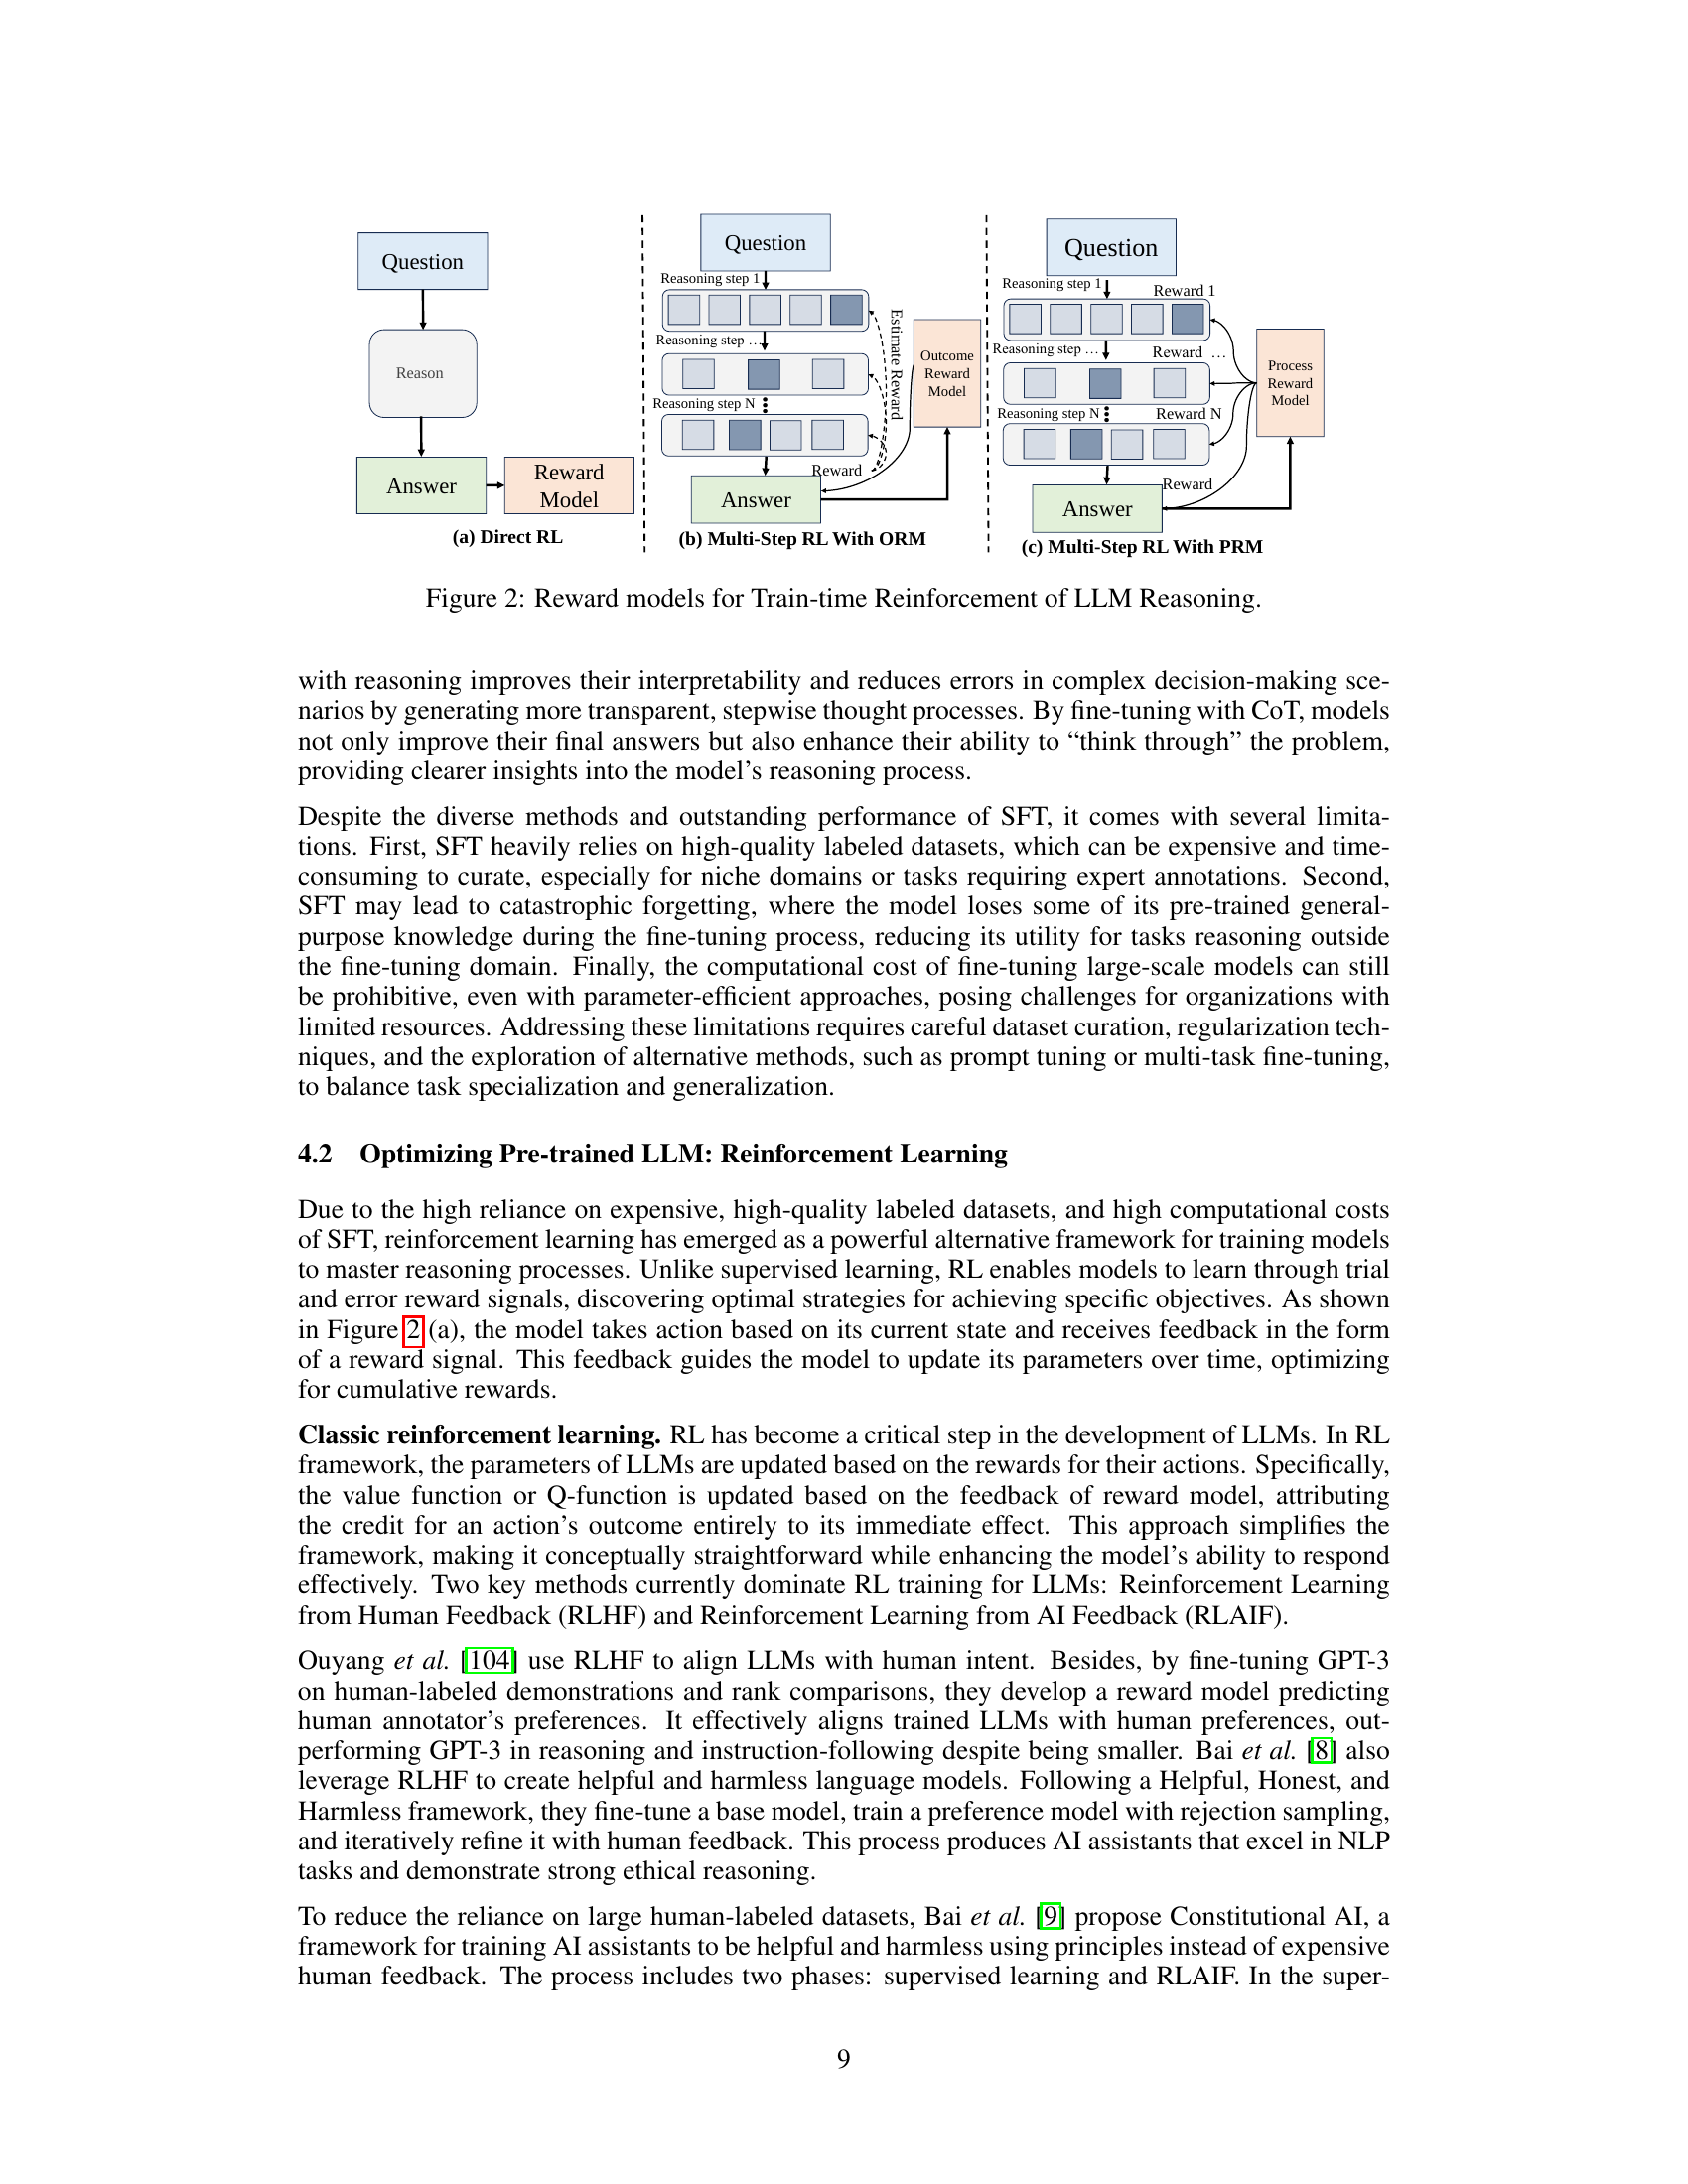 Question
Reason
Answer
Reward
Model
(a) Direct RL
Question
Reasoning step 1
Reasoning step …
Reasoning step N
Estimate Reward
Outcome
Reward
Model
Reward
Answer
(b) Multi-Step RL With ORM
Question
Reasoning step 1
Reward 1
Reasoning step …
Reward …
Reasoning step N
Reward N
Process
Reward
Model
Reward
Answer
(c) Multi-Step RL With PRM
Figure 2: Reward models for Train-time Reinforcement of LLM Reasoning.
with reasoning improves their interpretability and reduces errors in complex decision-making sce-
narios by generating more transparent, stepwise thought processes. By fine-tuning with CoT, models
not only improve their final answers but also enhance their ability to “think through” the problem,
providing clearer insights into the model’s reasoning process.
Despite the diverse methods and outstanding performance of SFT, it comes with several limita-
tions. First, SFT heavily relies on high-quality labeled datasets, which can be expensive and time-
consuming to curate, especially for niche domains or tasks requiring expert annotations. Second,
SFT may lead to catastrophic forgetting, where the model loses some of its pre-trained general-
purpose knowledge during the fine-tuning process, reducing its utility for tasks reasoning outside
the fine-tuning domain. Finally, the computational cost of fine-tuning large-scale models can still
be prohibitive, even with parameter-efficient approaches, posing challenges for organizations with
limited resources. Addressing these limitations requires careful dataset curation, regularization tech-
niques, and the exploration of alternative methods, such as prompt tuning or multi-task fine-tuning,
to balance task specialization and generalization.
4.2 Optimizing Pre-trained LLM: Reinforcement Learning
Due to the high reliance on expensive, high-quality labeled datasets, and high computational costs
of SFT, reinforcement learning has emerged as a powerful alternative framework for training models
to master reasoning processes. Unlike supervised learning, RL enables models to learn through trial
and error reward signals, discovering optimal strategies for achieving specific objectives. As shown
in Figure 2 (a), the model takes action based on its current state and receives feedback in the form
of a reward signal. This feedback guides the model to update its parameters over time, optimizing
for cumulative rewards.
Classic reinforcement learning. RL has become a critical step in the development of LLMs. In RL
framework, the parameters of LLMs are updated based on the rewards for their actions. Specifically,
the value function or Q-function is updated based on the feedback of reward model, attributing
the credit for an action’s outcome entirely to its immediate effect. This approach simplifies the
framework, making it conceptually straightforward while enhancing the model’s ability to respond
effectively. Two key methods currently dominate RL training for LLMs: Reinforcement Learning
from Human Feedback (RLHF) and Reinforcement Learning from AI Feedback (RLAIF).
Ouyang et al. [104] use RLHF to align LLMs with human intent. Besides, by fine-tuning GPT-3
on human-labeled demonstrations and rank comparisons, they develop a reward model predicting
human annotator’s preferences. It effectively aligns trained LLMs with human preferences, out-
performing GPT-3 in reasoning and instruction-following despite being smaller. Bai et al. [8] also
leverage RLHF to create helpful and harmless language models. Following a Helpful, Honest, and
Harmless framework, they fine-tune a base model, train a preference model with rejection sampling,
and iteratively refine it with human feedback. This process produces AI assistants that excel in NLP
tasks and demonstrate strong ethical reasoning.
To reduce the reliance on large human-labeled datasets, Bai et al. [9] propose Constitutional AI, a
framework for training AI assistants to be helpful and harmless using principles instead of expensive
human feedback. The process includes two phases: supervised learning and RLAIF. In the super-
9